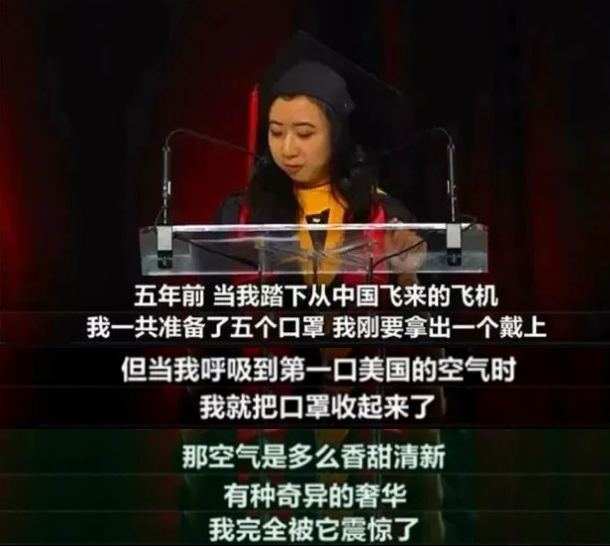 五年前 当我踏下从中国飞来的飞机
我一共准备了五个口罩 我刚要拿出一个戴上
但当我呼吸到第一口美国的空气时
我就把口罩收起来了
那空气是多么香甜清新
有种奇异的奢华
我完全被它震惊了